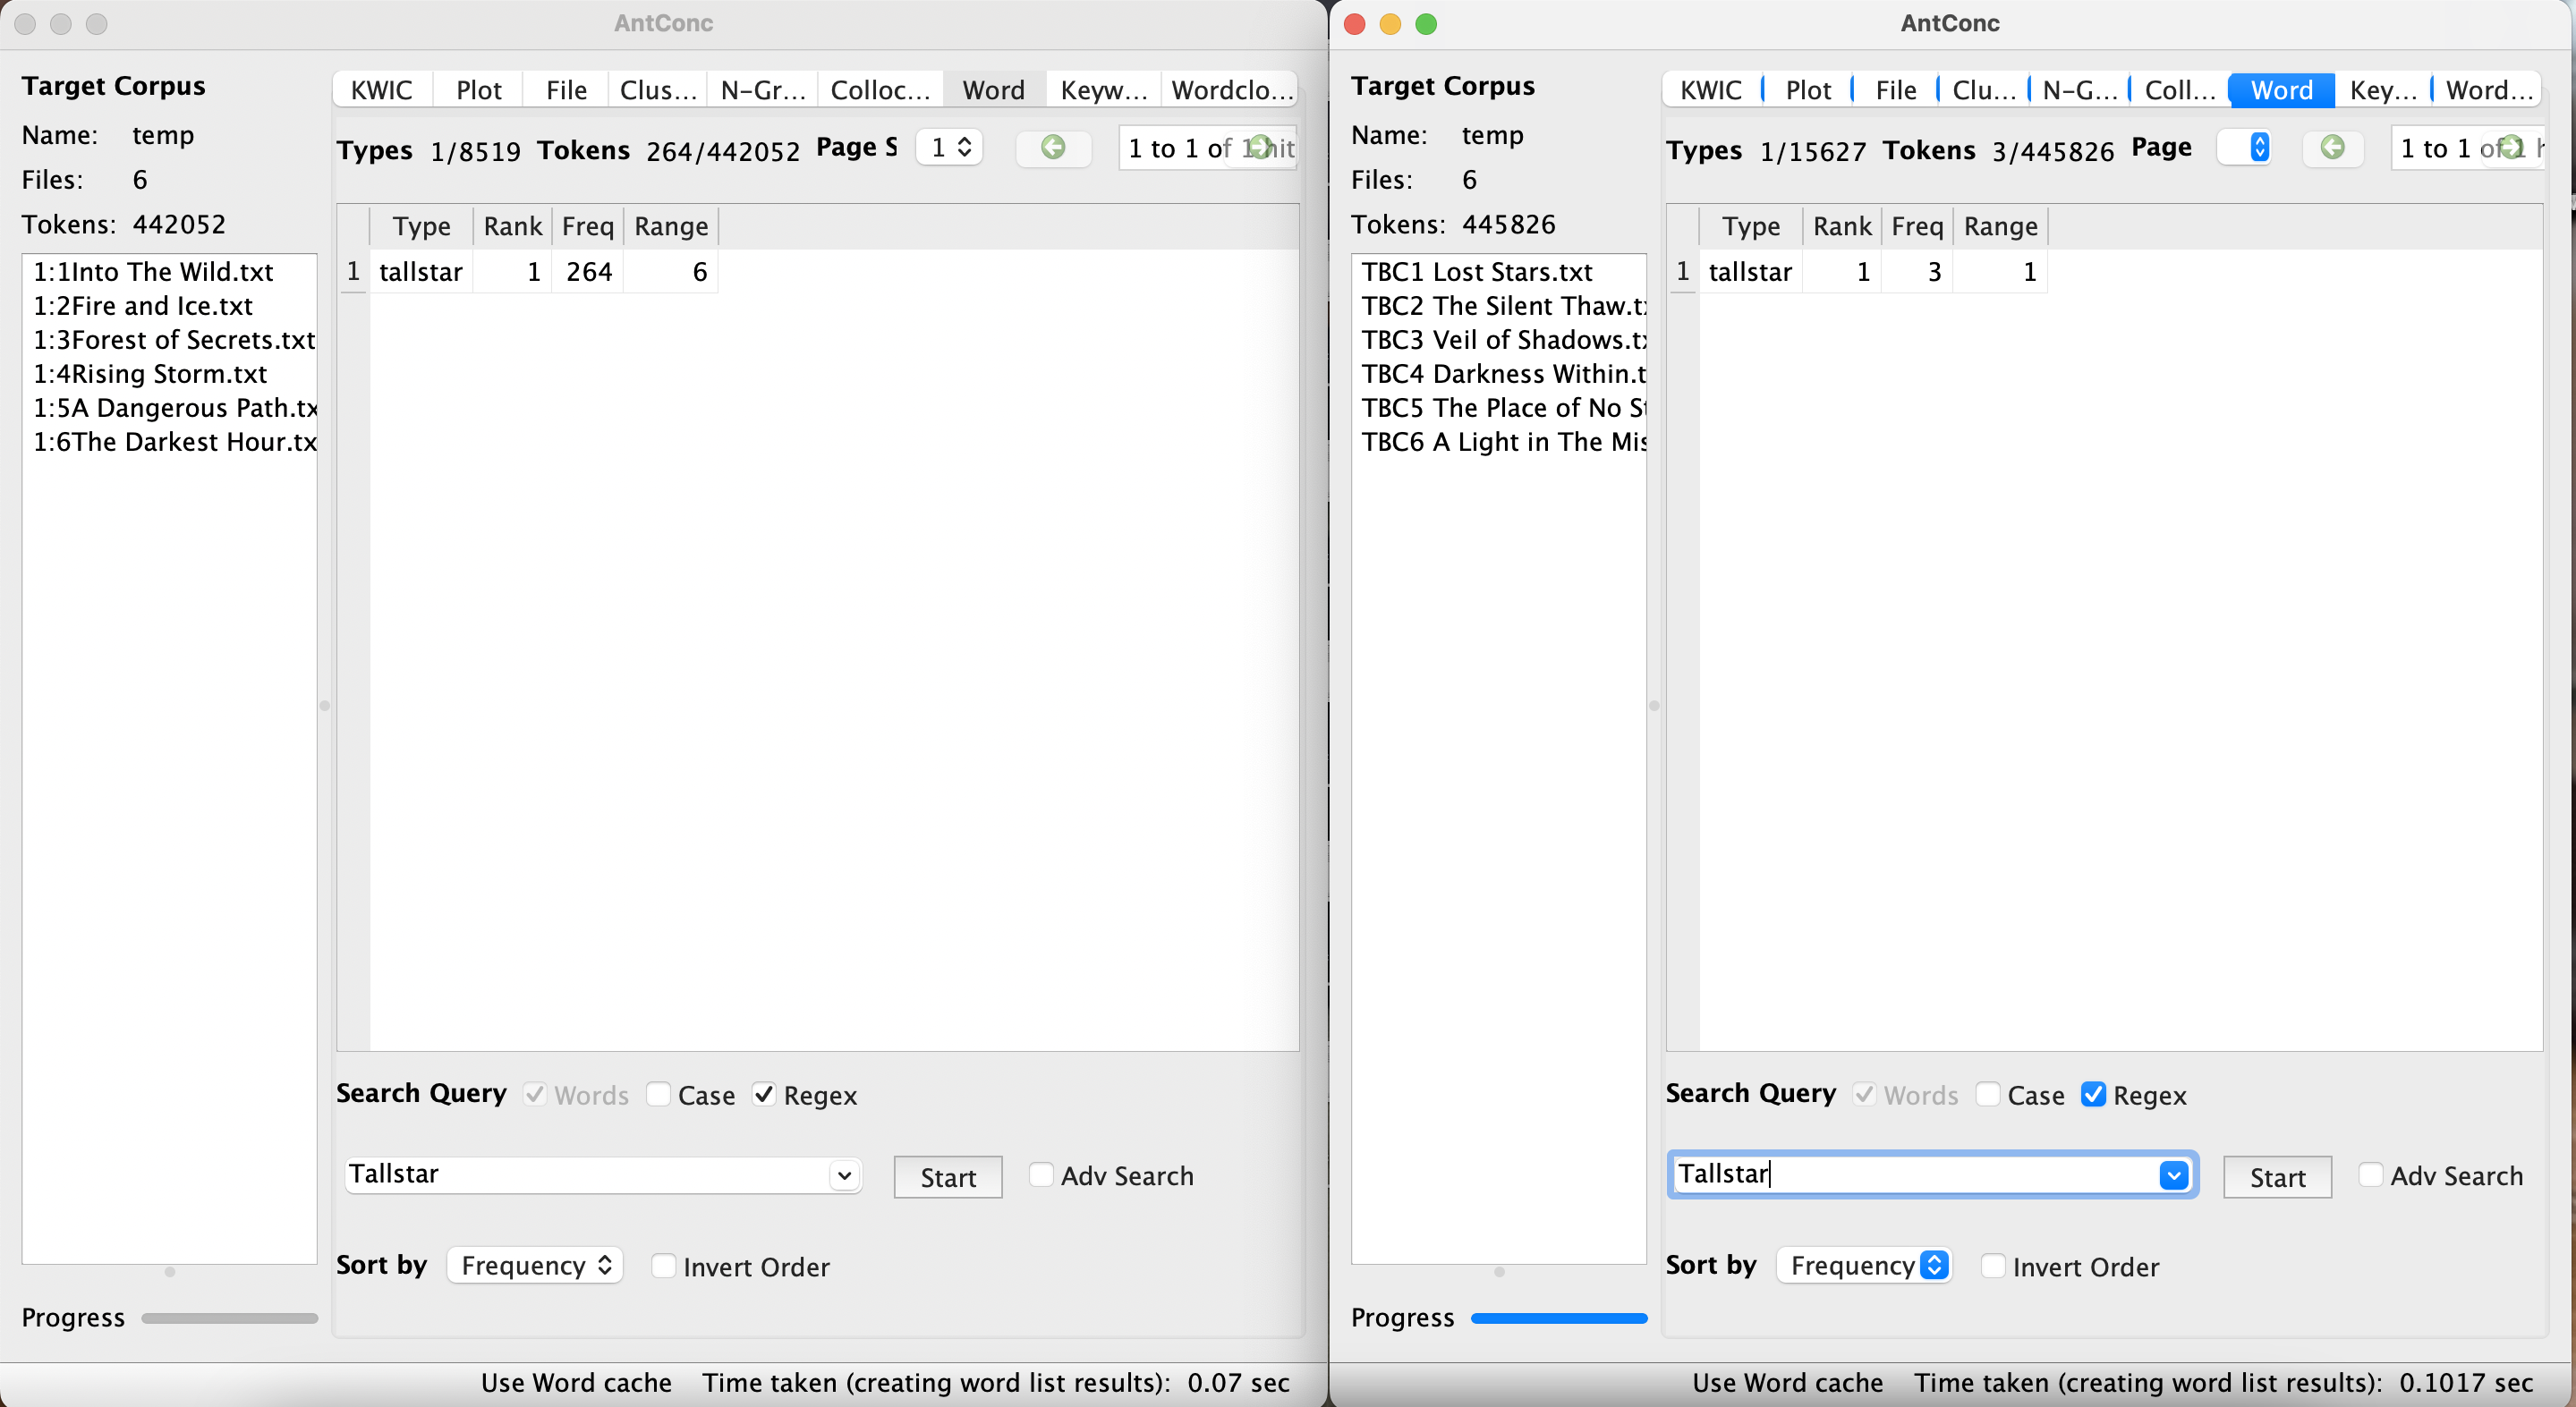 AntConc
Target Corpus
Name: temp
Files: 6
Tokens: 442052
1:1Into The Wild.txt
1:2Fire and Ice.txt
1:3Forest of Secrets.txt
1:4Rising Storm.txt
1:5A Dangerous Path.tx
1:6The Darkest Hour.tx
Progress
KWIC Plot File Clus... N-Gr... Colloc... Word Keyw... Wordclo...
Types 1/8519 Tokens 264/442052 Page S 1 1 to 1 of 1 hit
Type Rank Freq Range
1 tallstar 1 264 6
Search Query Words Case Regex
Tallstar Start Adv Search
Sort by Frequency Invert Order
Use Word cache Time taken (creating word list results): 0.07 sec
AntConc
Target Corpus
Name: temp
Files: 6
Tokens: 445826
TBC1 Lost Stars.txt
TBC2 The Silent Thaw.t
TBC3 Veil of Shadows.t
TBC4 Darkness Within.t
TBC5 The Place of No S
TBC6 A Light in The Mis
Progress
KWIC Plot File Clu... N-G... Coll... Word Key... Word...
Types 1/15627 Tokens 3/445826 Page 1 to 1 of 1 h
Type Rank Freq Range
1 tallstar 1 3 1
Search Query Words Case Regex
Tallstar Start Adv Search
Sort by Frequency Invert Order
Use Word cache Time taken (creating word list results): 0.1017 sec